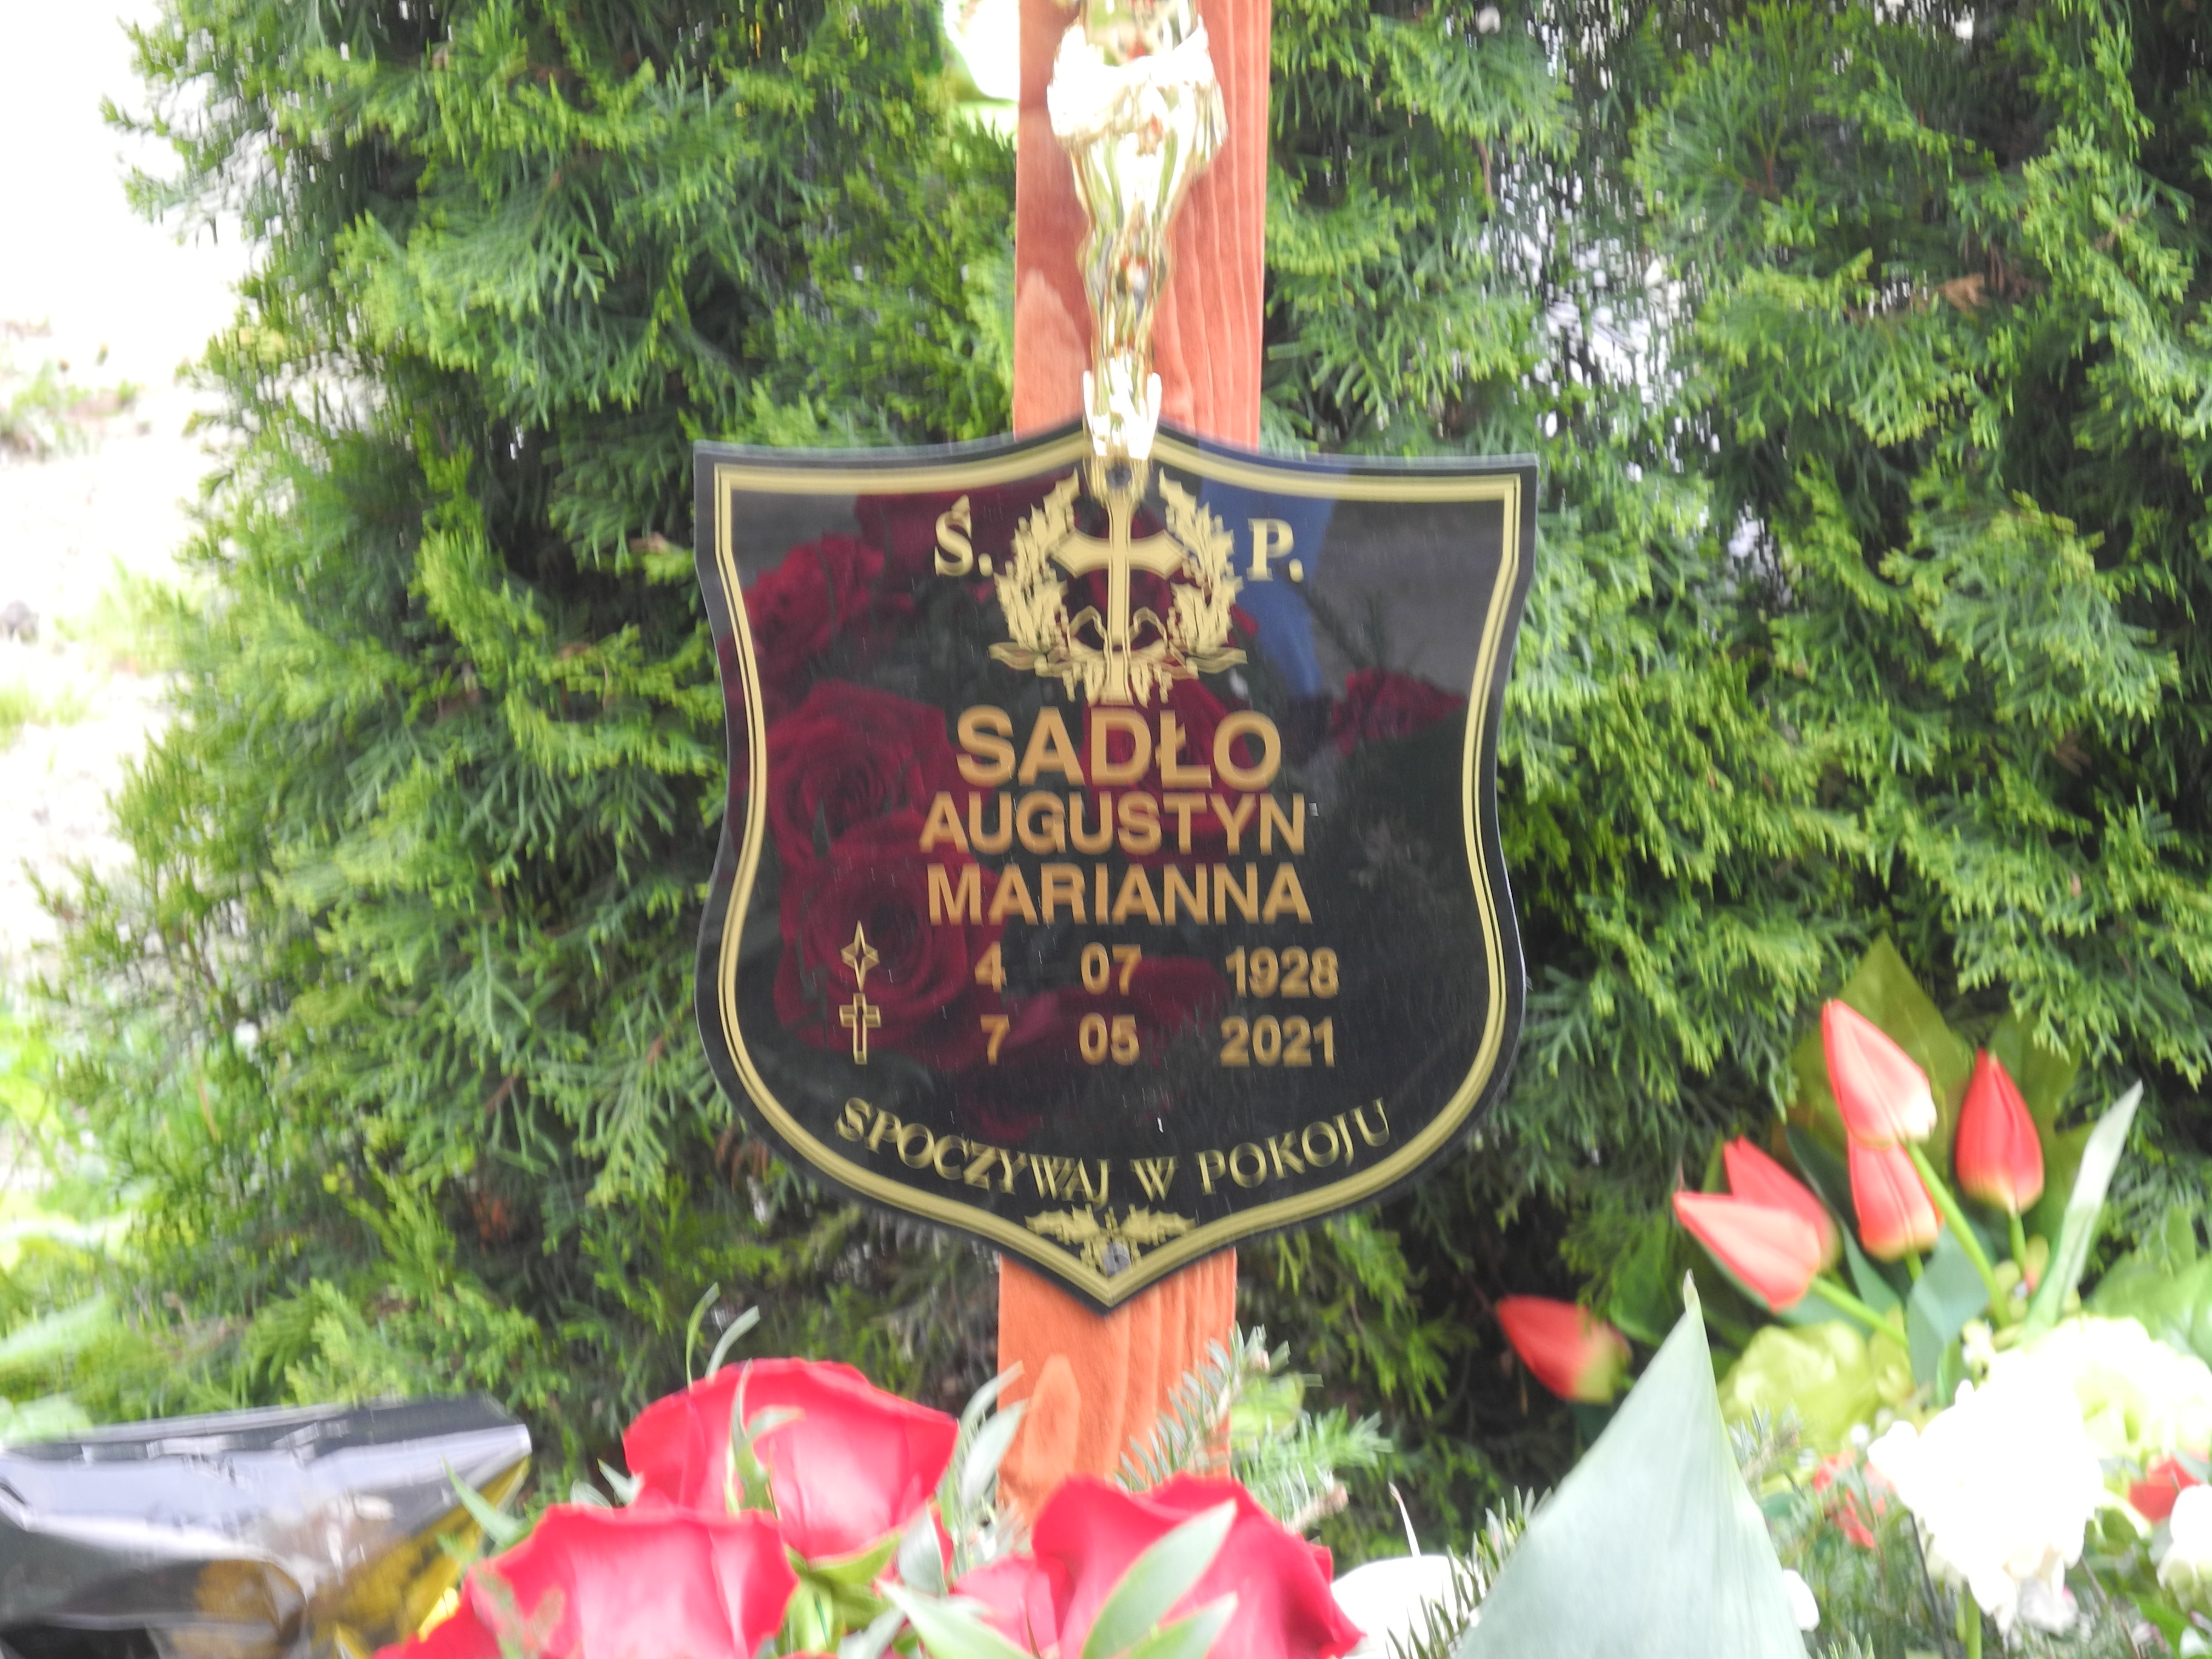 Ś. P.
SADŁO
AUGUSTYN
MARIANNA
4 07 1928
7 05 2021
SPOCZYWAJ W POKOJU